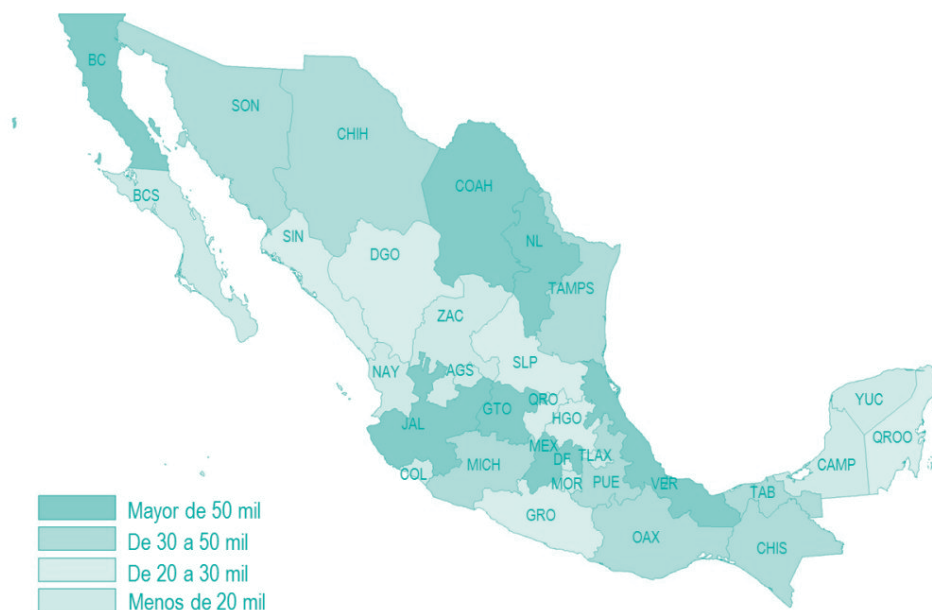 BC
SON
CHIH
COAH
BCS
SIN
NL
DGO
TAMPS
ZAC
SLP
NAY
AGS
YUC
QRO
GTO
HGO
JAL
QROO
MEX
DF
TLAX
CAMP
COL
MICH
MOR
PUE
VER
TAB
GRO
OAX
CHIS
Mayor de 50 mil
De 30 a 50 mil
De 20 a 30 mil
Menos de 20 mil